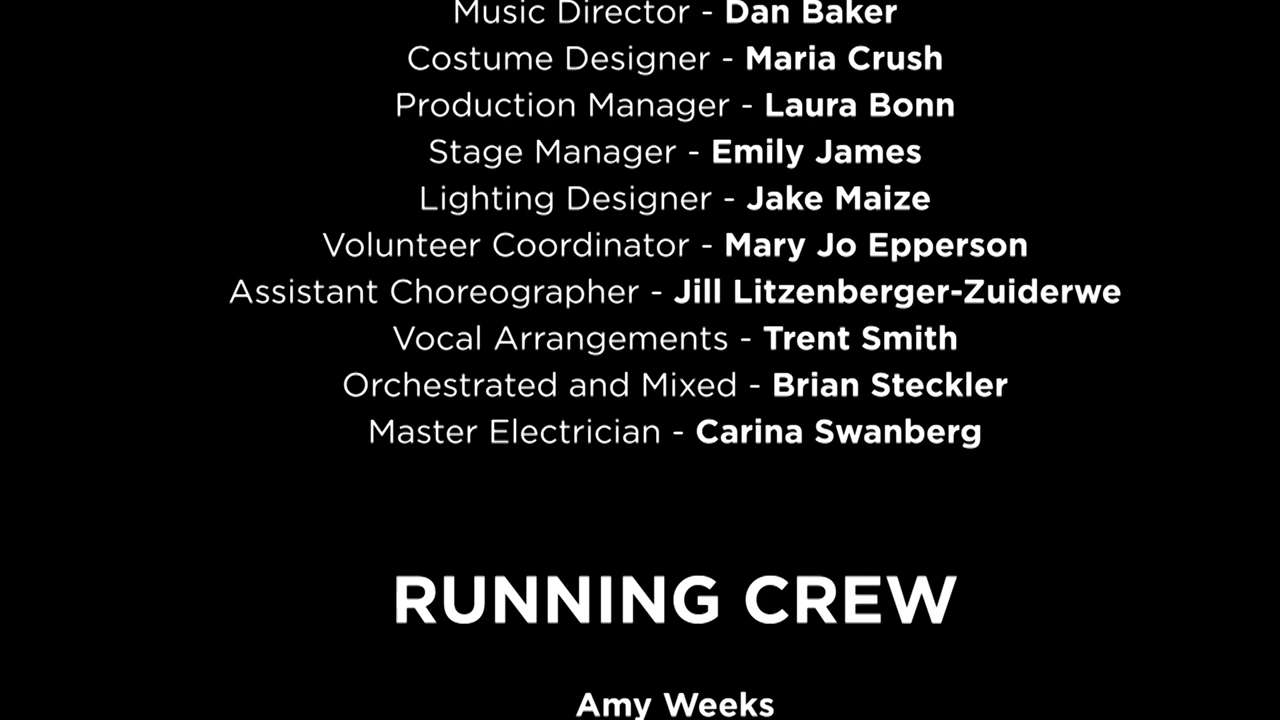 Music Director - Dan Baker
Costume Designer - Maria Crush
Production Manager - Laura Bonn
Stage Manager - Emily James
Lighting Designer - Jake Maize
Volunteer Coordinator - Mary Jo Epperson
Assistant Choreographer - Jill Litzenberger-Zuiderwe
Vocal Arrangements - Trent Smith
Orchestrated and Mixed - Brian Steckler
Master Electrician - Carina Swanberg
RUNNING CREW
Amy Weeks